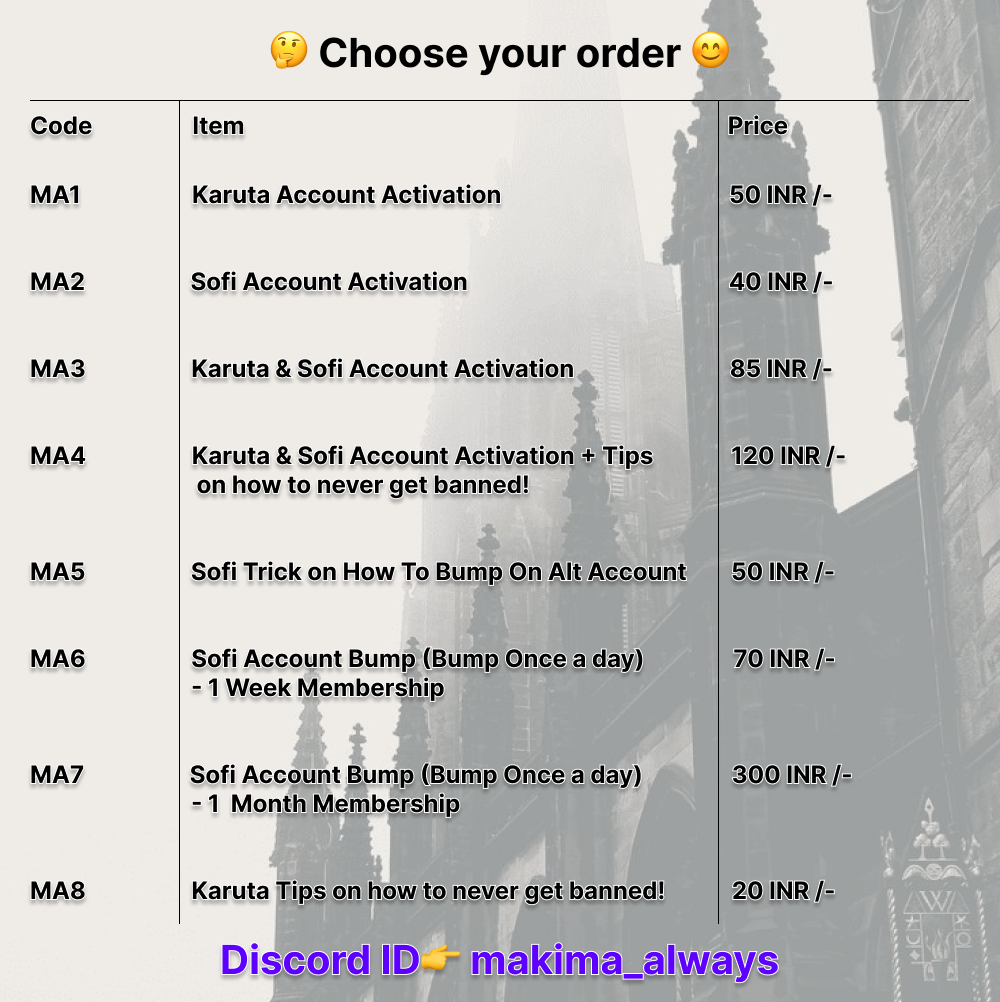 🤔 Choose your order 😊
Code Item Price
MA1 Karuta Account Activation 50 INR /-
MA2 Sofi Account Activation 40 INR /-
MA3 Karuta & Sofi Account Activation 85 INR /-
MA4 Karuta & Sofi Account Activation + Tips 120 INR /-
on how to never get banned!
MA5 Sofi Trick on How To Bump On Alt Account 50 INR /-
MA6 Sofi Account Bump (Bump Once a day) 70 INR /-
- 1 Week Membership
MA7 Sofi Account Bump (Bump Once a day) 300 INR /-
- 1 Month Membership
MA8 Karuta Tips on how to never get banned! 20 INR /-
Discord ID👉 makima_always